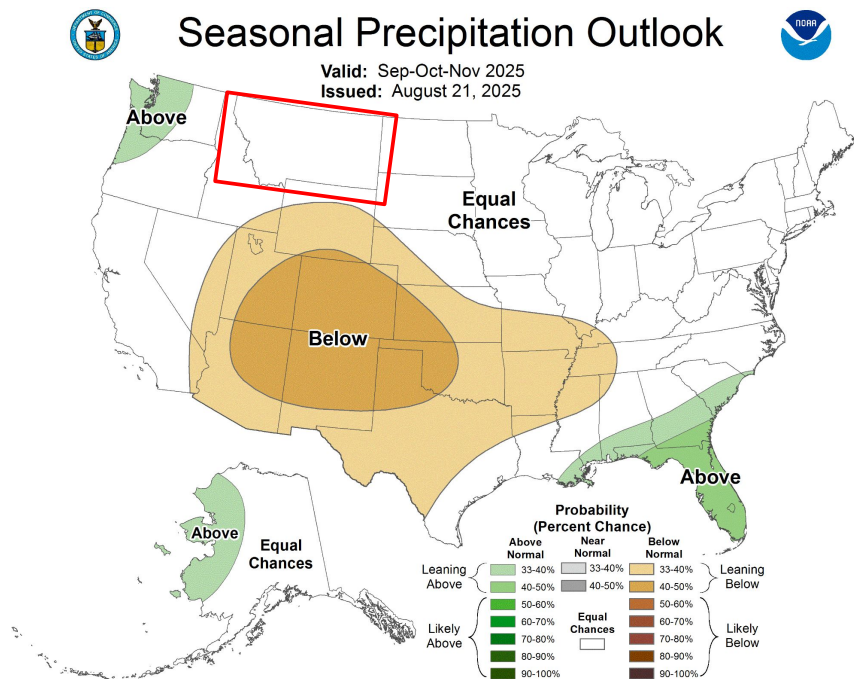 Seasonal Precipitation Outlook
NOAA
Valid: Sep-Oct-Nov 2025
Issued: August 21, 2025
Above
Equal
Chances
Below
Above
Above
Equal
Chances
Probability
(Percent Chance)
Above
Normal
Near
Normal
Below
Normal
Leaning
Above
33-40%
40-50%
33-40%
40-50%
33-40%
40-50%
Leaning
Below
Likely
Above
50-60%
60-70%
70-80%
80-90%
90-100%
Equal
Chances
50-60%
60-70%
70-80%
80-90%
90-100%
Likely
Below